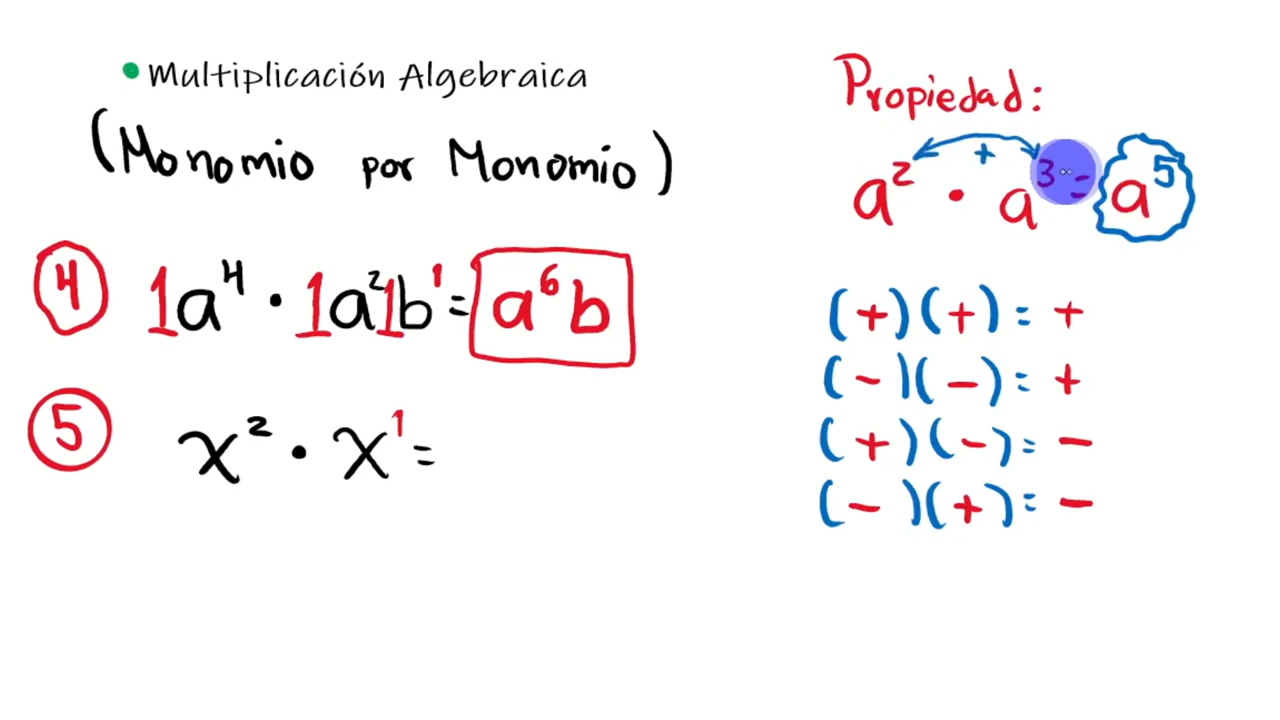 • Multiplicación Algebraica
(Monomio por Monomio)
④ 1a⁴ · 1a²1b¹ = a⁶b
⑤ x² · x¹ =
Propiedad:
+
a² · a³ = a⁵
(+)(+) = +
(-)(-) = +
(+)(-) = -
(-)(+) = -